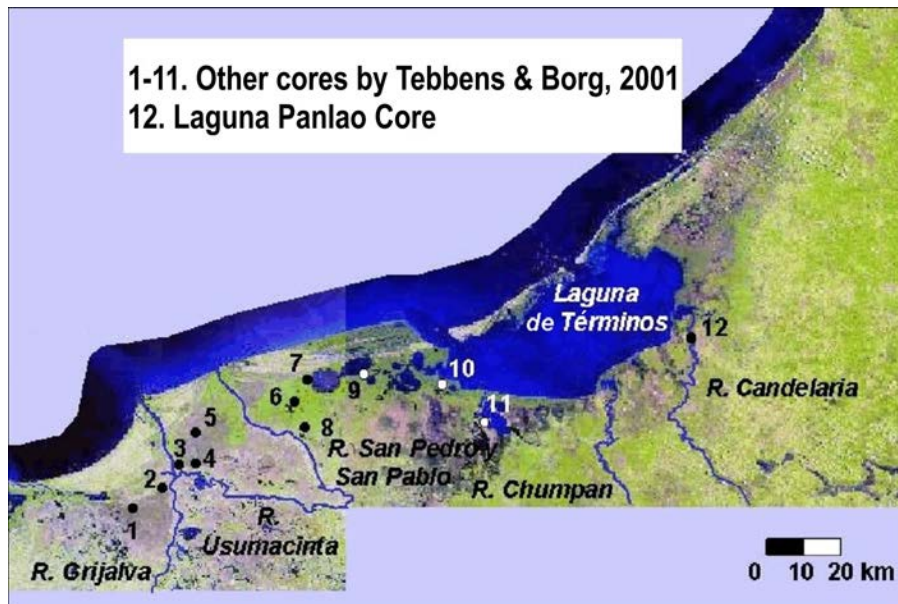 1-11. Other cores by Tebbens & Borg, 2001
12. Laguna Panlao Core
Laguna
de Términos
12
7
10
R. Candelaria
9
6
11
5
8
R. San Pedro y
San Pablo
3
4
R. Chumpan
2
1
R.
Usumacinta
R. Grijalva
0 10 20 km